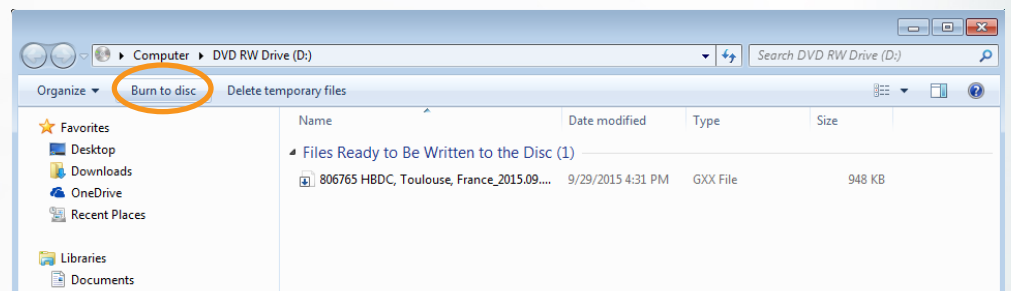 Computer DVD RW Drive (D:) Search DVD RW Drive (D:)
Organize Burn to disc Delete temporary files
Name Date modified Type Size
Favorites
Desktop
Downloads
OneDrive
Recent Places
Libraries
Documents
Files Ready to Be Written to the Disc (1)
806765 HBDC, Toulouse, France_2015.09.... 9/29/2015 4:31 PM GXX File 948 KB